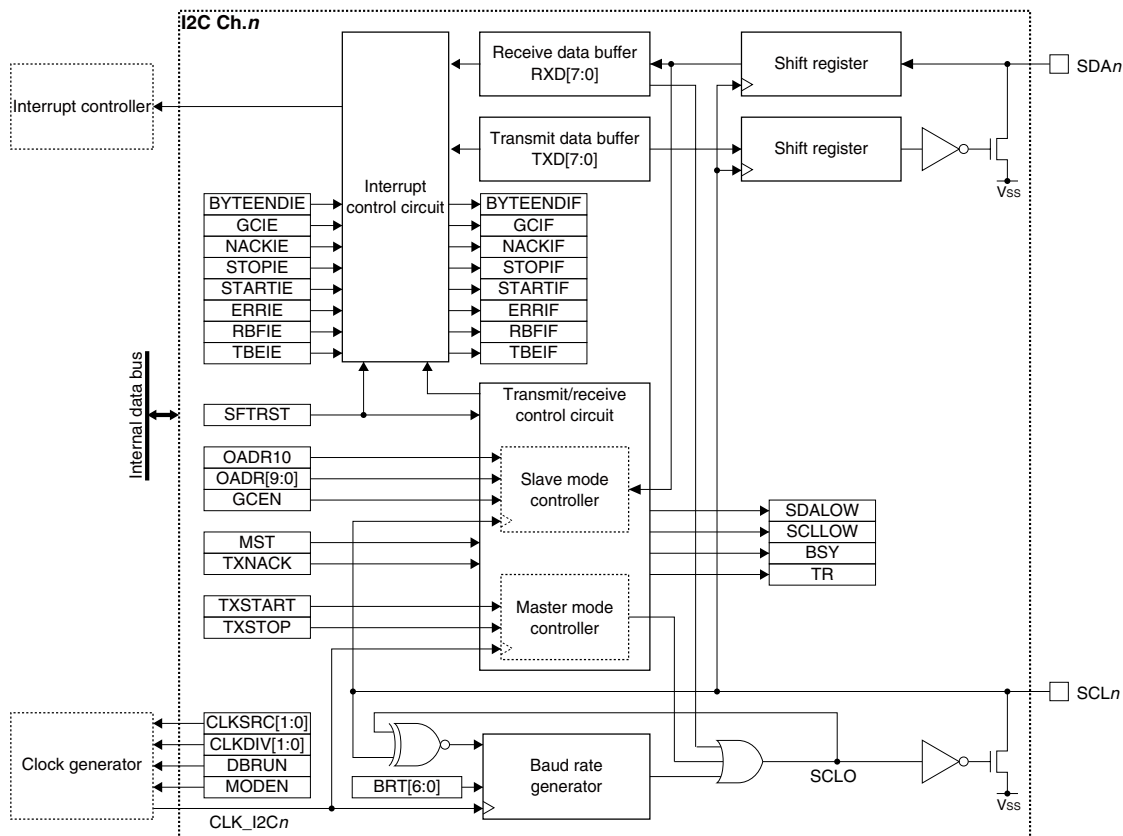 I2C Ch.n
Interrupt controller
Interrupt
control circuit
Receive data buffer
RXD[7:0]
Shift register
SDAn
Transmit data buffer
TXD[7:0]
Shift register
VSS
BYTEENDIE
GCIE
NACKIE
STOPIE
STARTIE
ERRIE
RBFIE
TBEIE
BYTEENDIF
GCIF
NACKIF
STOPIF
STARTIF
ERRIF
RBFIF
TBEIF
Internal data bus
SFTRST
Transmit/receive
control circuit
OADR10
OADR[9:0]
GCEN
Slave mode
controller
MST
TXNACK
SDALOW
SCLLOW
BSY
TR
TXSTART
TXSTOP
Master mode
controller
SCLn
Clock generator
CLKSRC[1:0]
CLKDIV[1:0]
DBRUN
MODEN
BRT[6:0]
Baud rate
generator
SCLO
VSS
CLK_I2Cn